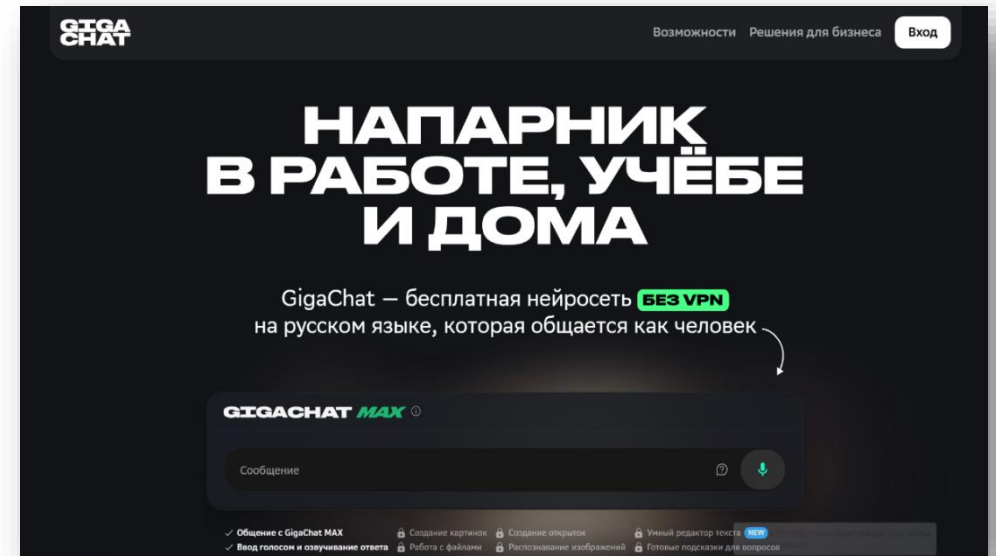 GIGA
CHAT
Возможности Решения для бизнеса Вход
НАПАРНИК
В РАБОТЕ, УЧЁБЕ
И ДОМА
GigaChat — бесплатная нейросеть БЕЗ VPN
на русском языке, которая общается как человек
GIGACHAT MAX
Сообщение
Общение с GigaChat MAX Создание картинок Создание открыток Умный редактор текста NEW
Ввод голосом и озвучивание ответа Работа с файлами Распознавание изображений Готовые подсказки для вопросов